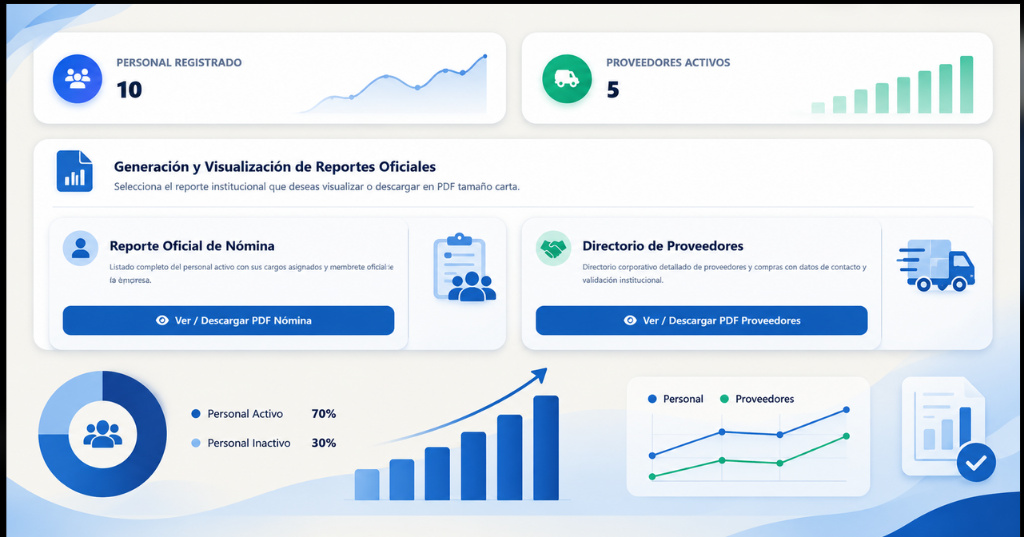 PERSONAL REGISTRADO
10
PROVEEDORES ACTIVOS
5
Generación y Visualización de Reportes Oficiales
Selecciona el reporte institucional que deseas visualizar o descargar en PDF tamaño carta.
Reporte Oficial de Nómina
Listado completo del personal activo con sus cargos asignados y membrete
la
Ver / Descargar PDF Nómina
Directorio de Proveedores
Directorio corporativo detallado de proveedores y compras con datos de contacto y
validación institucional.
Ver / Descargar PDF Proveedores
Personal Activo 70%
Personal Inactivo 30%
Personal Proveedores